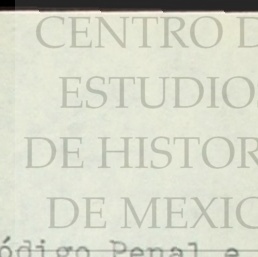 CENTRO D
ESTUDIO
DE HISTOR
DE MEXIC
ódigo Penal e